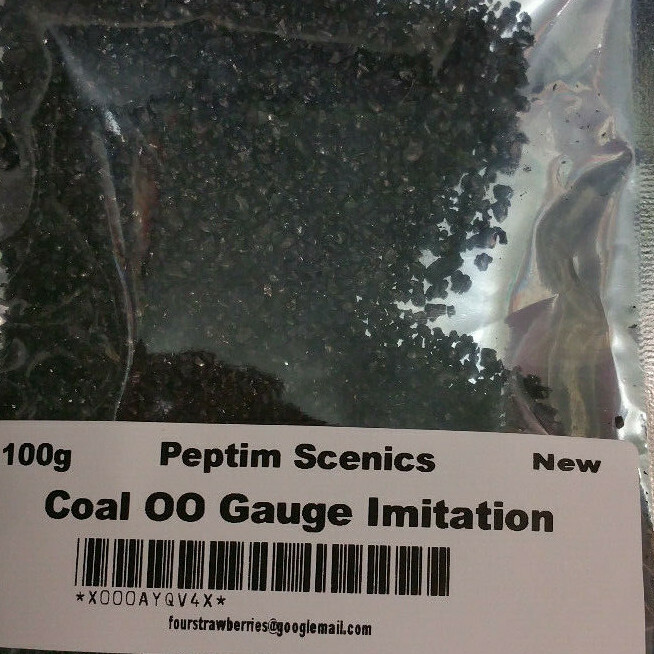 100g Peptim Scenics New
Coal OO Gauge Imitation
*X000AYQV4X*
fourstrawberries@googlemail.com